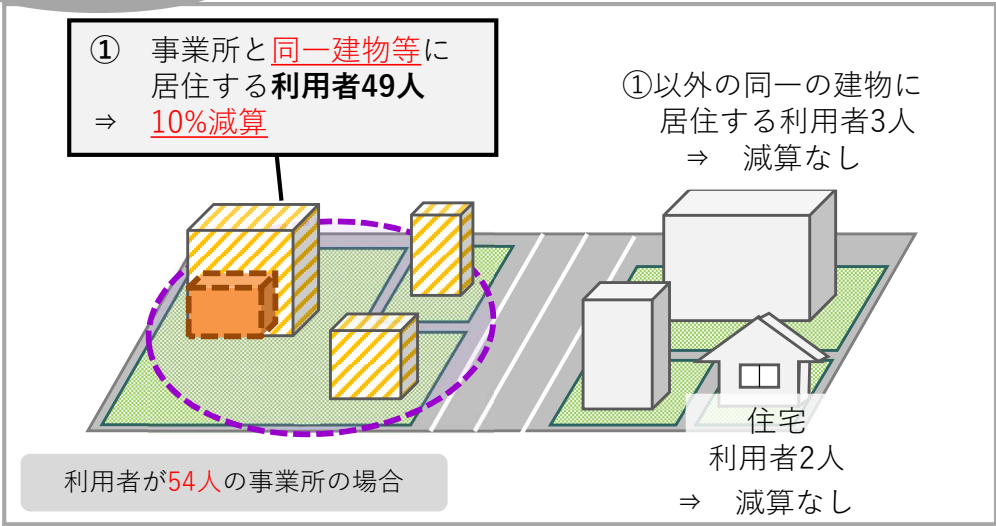 ①　事業所と同一建物等に
居住する利用者49人
⇒　10%減算
①以外の同一の建物に
居住する利用者3人
⇒　減算なし
住宅
利用者2人
⇒　減算なし
利用者が54人の事業所の場合